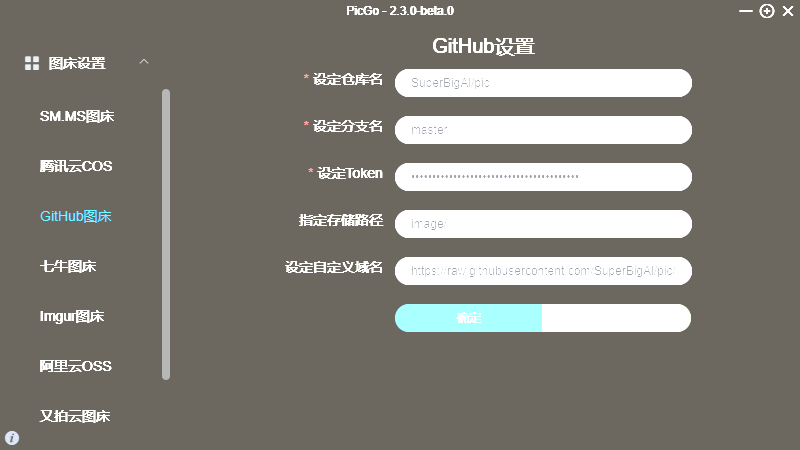 PicGo - 2.3.0-beta.0
GitHub设置
图床设置
* 设定仓库名
SuperBigAl/pic
SM.MS图床
* 设定分支名
master
腾讯云COS
* 设定Token
GitHub图床
指定存储路径
image/
七牛图床
设定自定义域名
https://raw.githubusercontent.com/SuperBigAl/pic/
Imgur图床
确定
阿里云OSS
又拍云图床